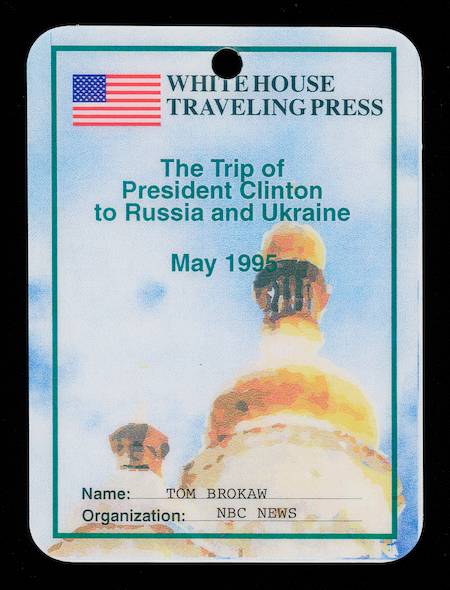 WHITE HOUSE
TRAVELING PRESS
The Trip of
President Clinton
to Russia and Ukraine
May 1995
Name: TOM BROKAW
Organization: NBC NEWS